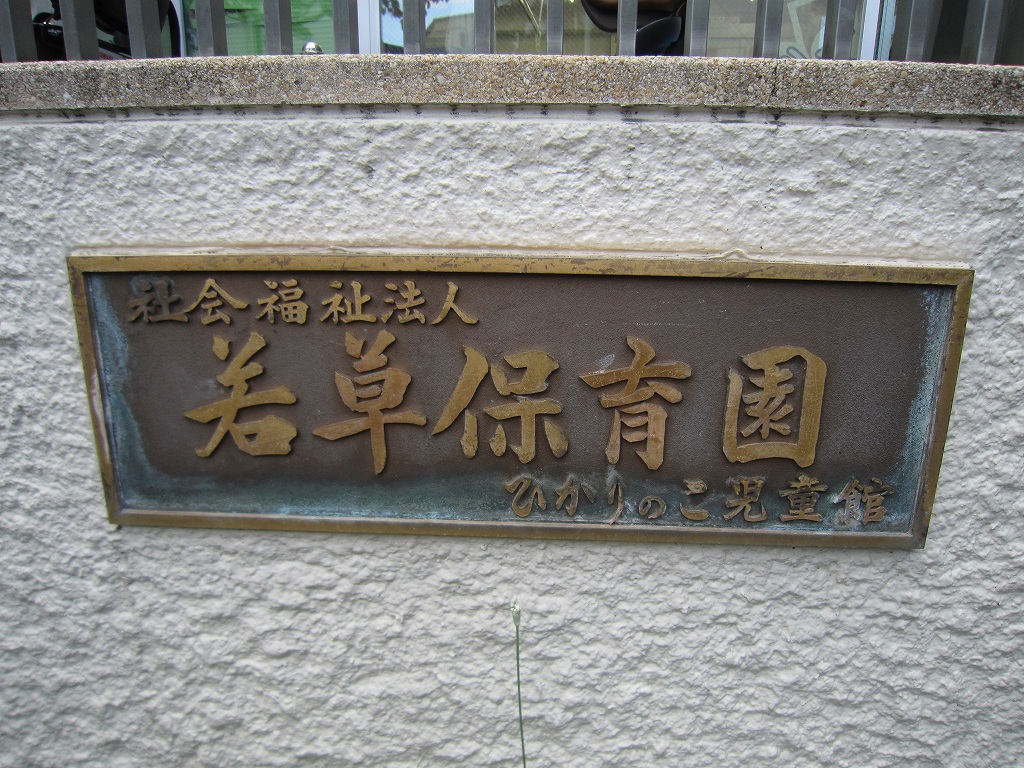 社会福祉法人
若草保育園
ひかりのこ児童館